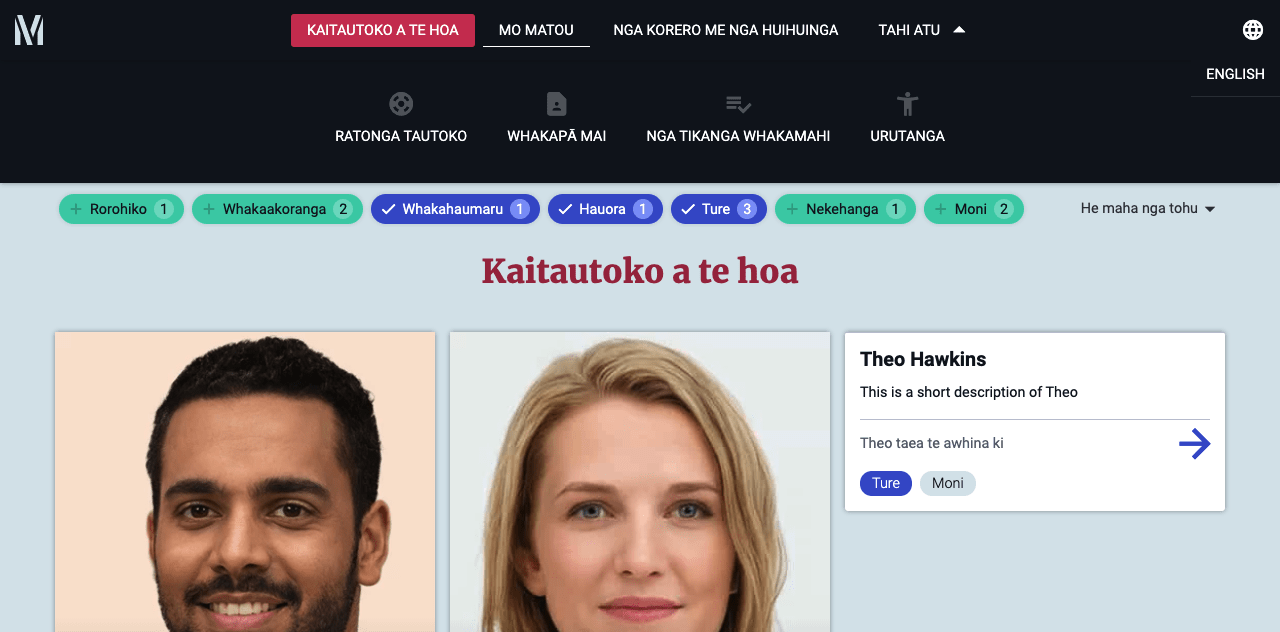 KAITAUTOKO A TE HOA
MO MATOU
NGA KORERO ME NGA HUIHUINGA
TAHI ATU
ENGLISH
RATONGA TAUTOKO
WHAKAPĀ MAI
NGA TIKANGA WHAKAMAHI
URUTANGA
Rorohiko 1
Whakaakoranga 2
Whakahaumaru 1
Hauora 1
Ture 3
Nekehanga 1
Moni 2
He maha nga tohu
Kaitautoko a te hoa
Theo Hawkins
This is a short description of Theo
Theo taea te awhina ki
Ture
Moni